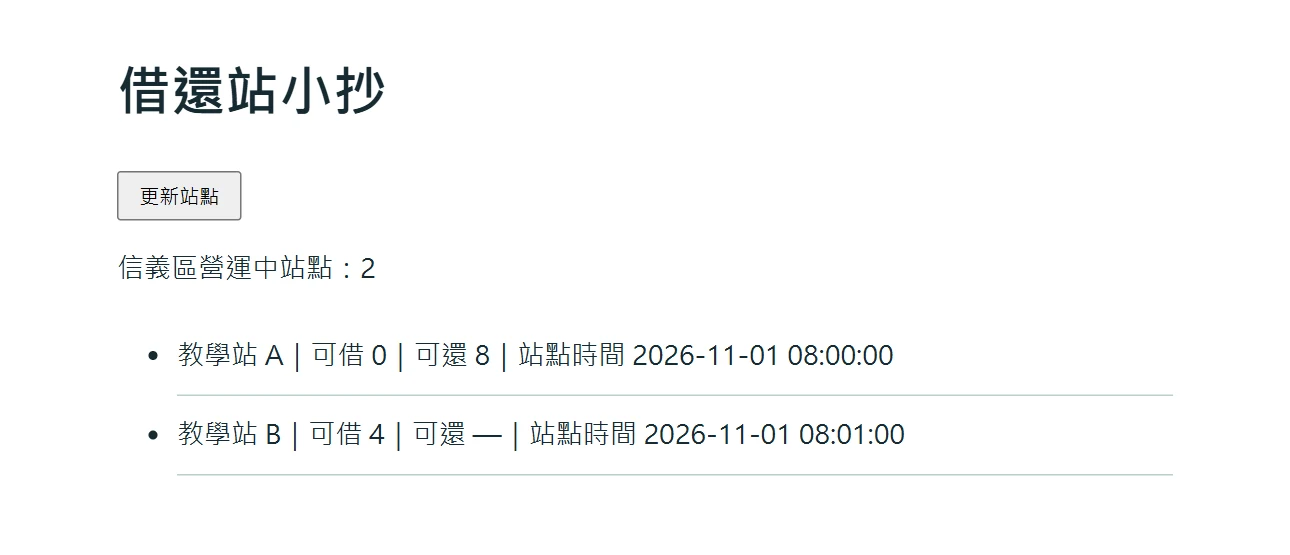 借還站小抄
更新站點
信義區營運中站點：2
教學站 A｜可借 0｜可還 8｜站點時間 2026-11-01 08:00:00
教學站 B｜可借 4｜可還 —｜站點時間 2026-11-01 08:01:00